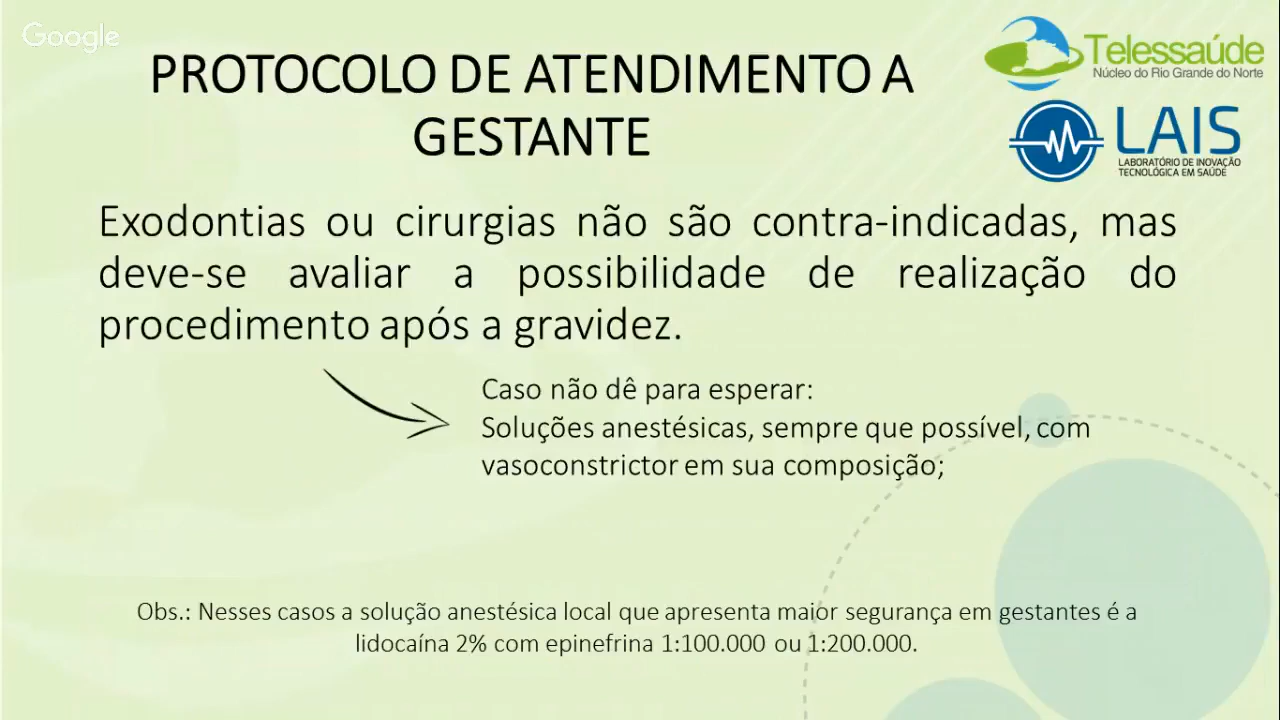 Google
PROTOCOLO DE ATENDIMENTO A
GESTANTE
Telessaúde
Núcleo do Rio Grande do Norte
LAIS
LABORATÓRIO DE INOVAÇÃO
TECNOLÓGICA EM SAÚDE
Exodontias ou cirurgias não são contra-indicadas, mas
deve-se avaliar a possibilidade de realização do
procedimento após a gravidez.
Caso não dê para esperar:
Soluções anestésicas, sempre que possível, com
vasoconstrictor em sua composição;
Obs.: Nesses casos a solução anestésica local que apresenta maior segurança em gestantes é a
lidocaína 2% com epinefrina 1:100.000 ou 1:200.000.